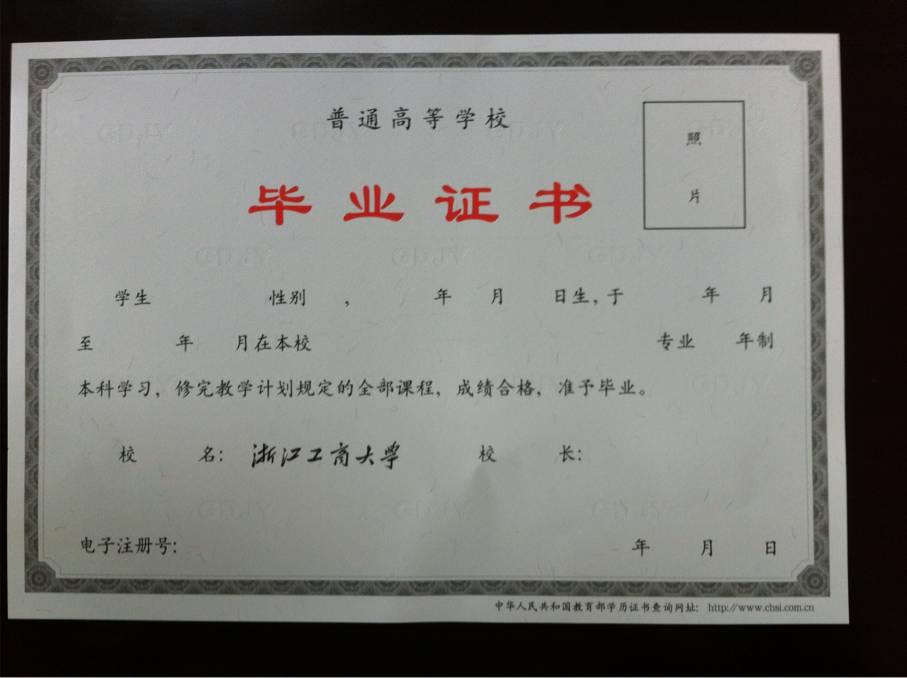 普通高等学校
照
片
毕业证书
学生 性别 , 年 月 日生,于 年 月
至 年 月在本校 专业 年制
本科学习，修完教学计划规定的全部课程，成绩合格，准予毕业。
校 名： 浙江工商大学 校 长：
电子注册号： 年 月 日
中华人民共和国教育部学历证书查询网址： http://www.chsi.com.cn